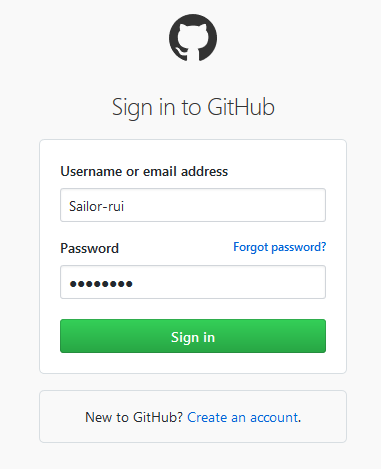 Sign in to GitHub
Username or email address
Sailor-rui
Password Forgot password?
●●●●●●●●
Sign in
New to GitHub? Create an account.